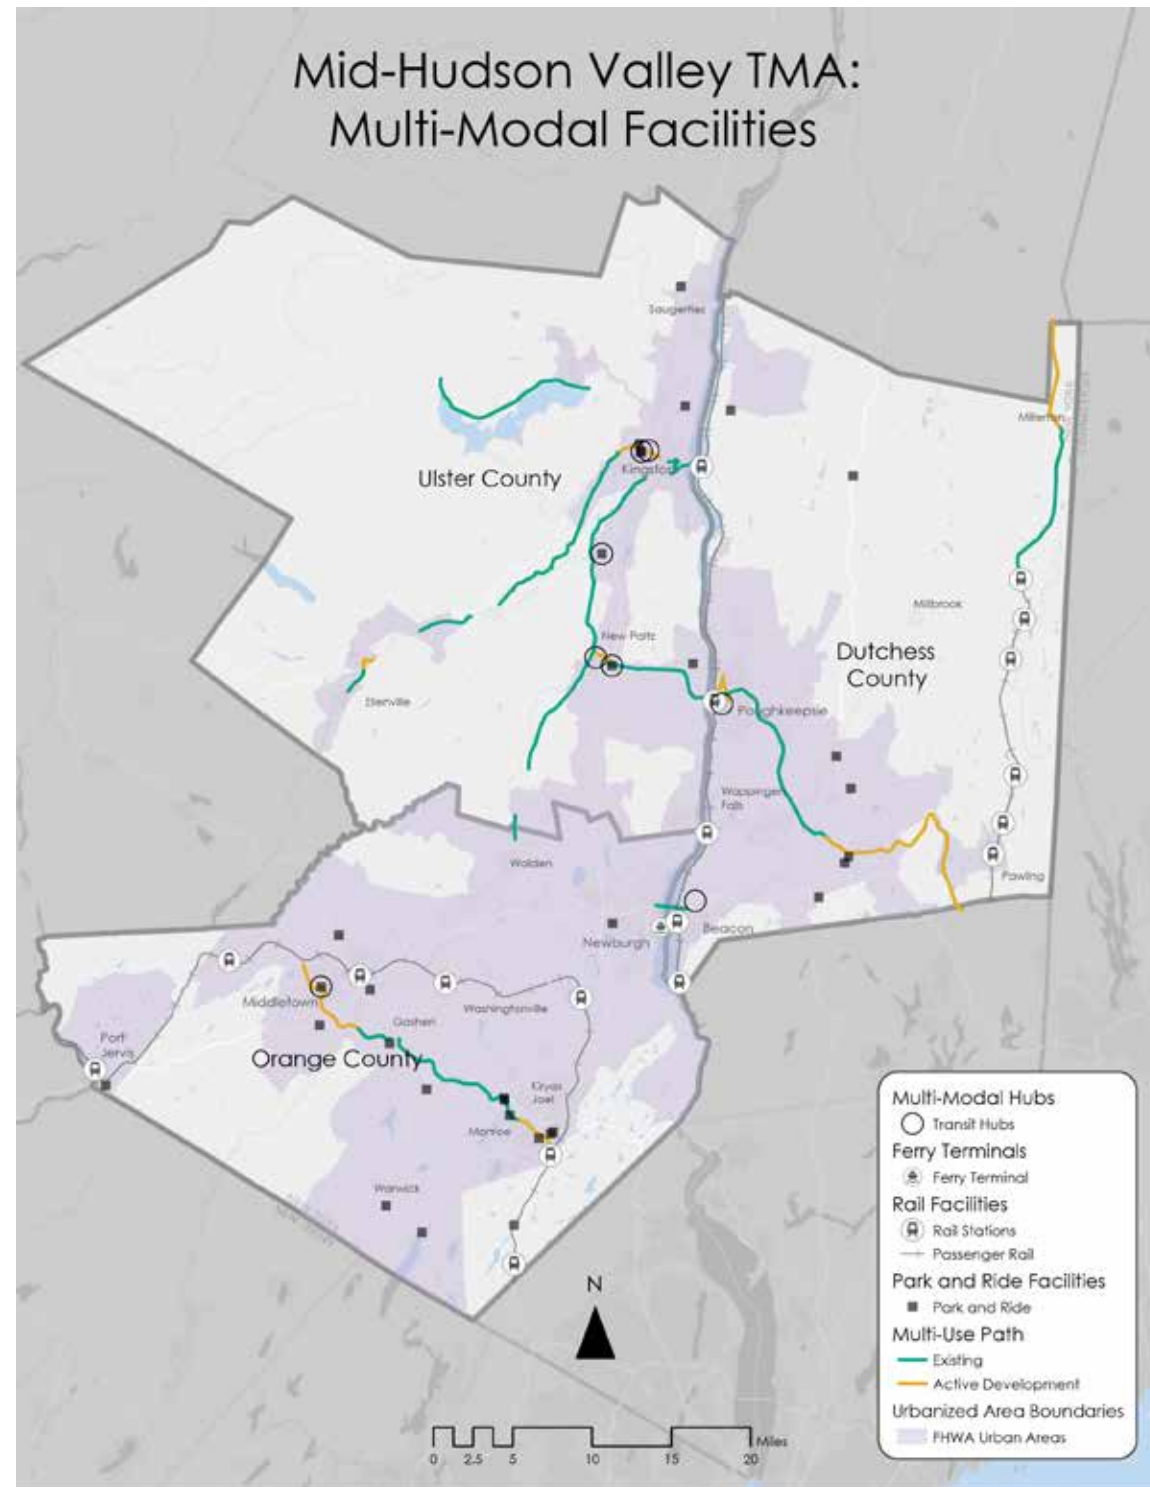 Mid-Hudson Valley TMA:
Multi-Modal Facilities
Saugerties
Millerton
Kingston
Ulster County
Millbrook
New Paltz
Dutchess
County
Ellenville
Poughkeepsie
Wappinger
Falls
Walden
Pawling
Beacon
Newburgh
Middletown
Washingtonville
Goshen
Port
Jervis
Orange County
Kiryas
Joel
Monroe
Warwick
Multi-Modal Hubs
Transit Hubs
Ferry Terminals
Ferry Terminal
Rail Facilities
Rail Stations
Passenger Rail
Park and Ride Facilities
Park and Ride
Multi-Use Path
Existing
Active Development
Urbanized Area Boundaries
FHWA Urban Areas
N
Miles
0 2.5 5 10 15 20